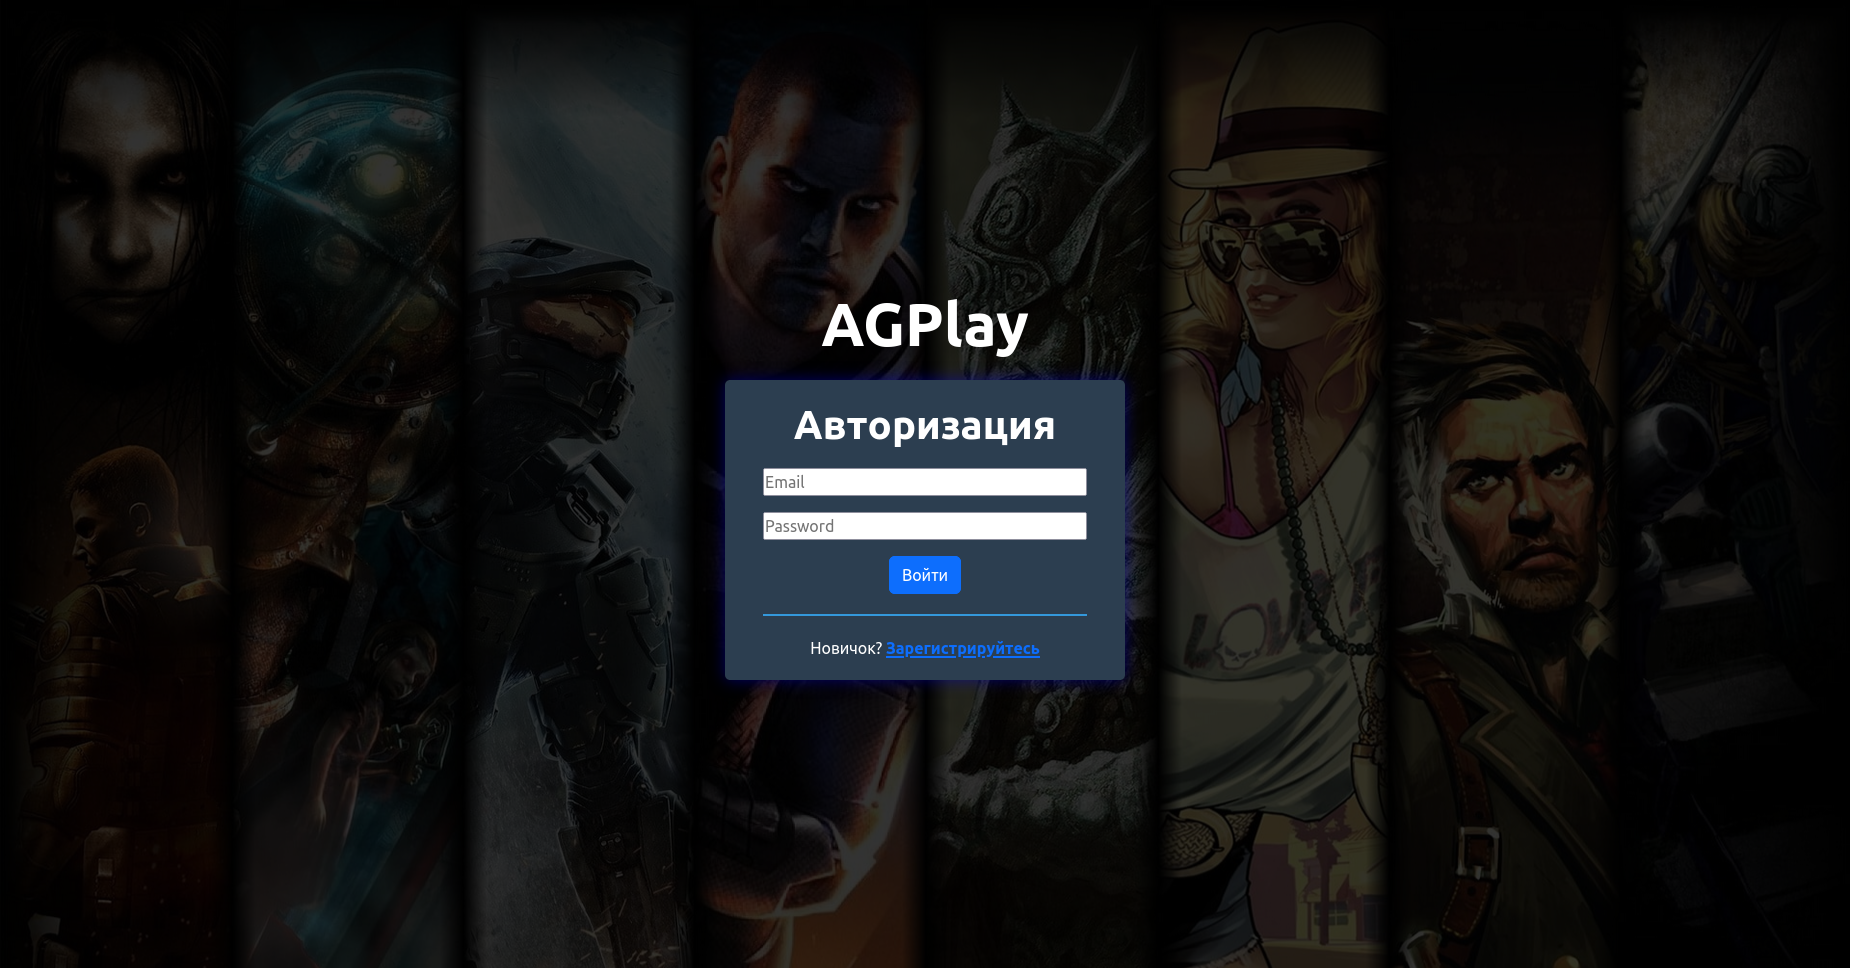 AGPlay
Авторизация
Email
Password
Войти
Новичок? Зарегистрируйтесь